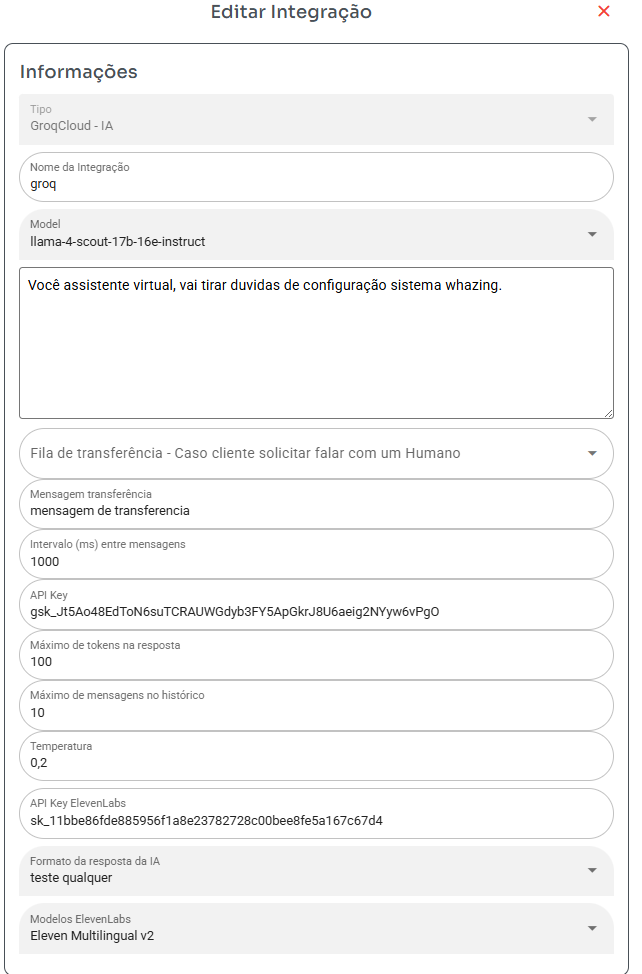 Editar Integração
Informações
Tipo
GroqCloud - IA
Nome da Integração
groq
Model
llama-4-scout-17b-16e-instruct
Você assistente virtual, vai tirar duvidas de configuração sistema whazing.
Fila de transferência - Caso cliente solicitar falar com um Humano
Mensagem transferência
mensagem de transferencia
Intervalo (ms) entre mensagens
1000
API Key
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
Máximo de tokens na resposta
100
Máximo de mensagens no histórico
10
Temperatura
0,2
API Key ElevenLabs
sk_11bbe86fde885956f1a8e23782728c00bee8fe5a167c67d4
Formato da resposta da IA
teste qualquer
Modelos ElevenLabs
Eleven Multilingual v2